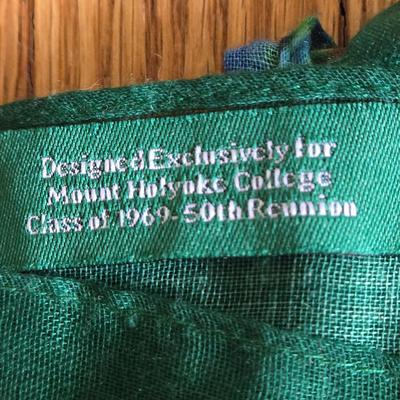 Designed Exclusively for
Mount Holyoke College
Class of 1969-50th Reunion